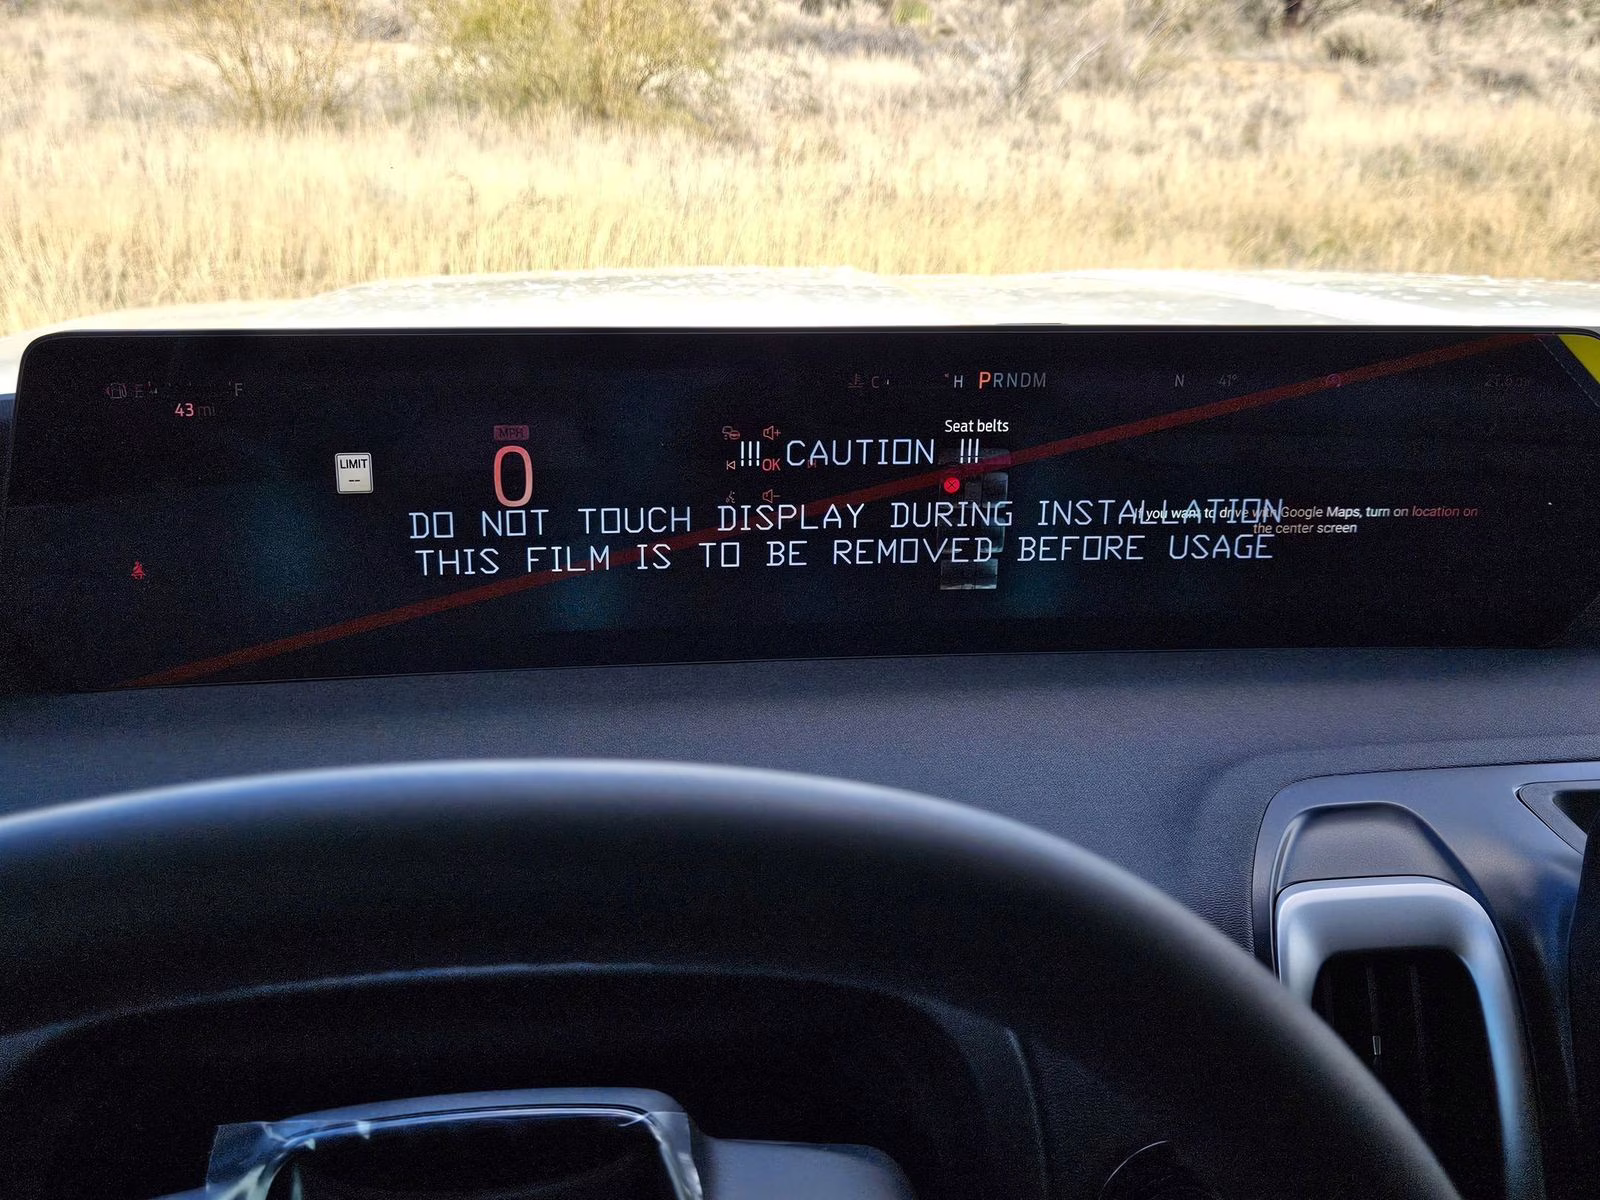 E F
43 mi
C H PRNDM N 41°
MPH
0
LIMIT
--
Seat belts
!!! CAUTION !!!
OK
DO NOT TOUCH DISPLAY DURING INSTALLATION
THIS FILM IS TO BE REMOVED BEFORE USAGE
If you want to drive with Google Maps, turn on location on
the center screen